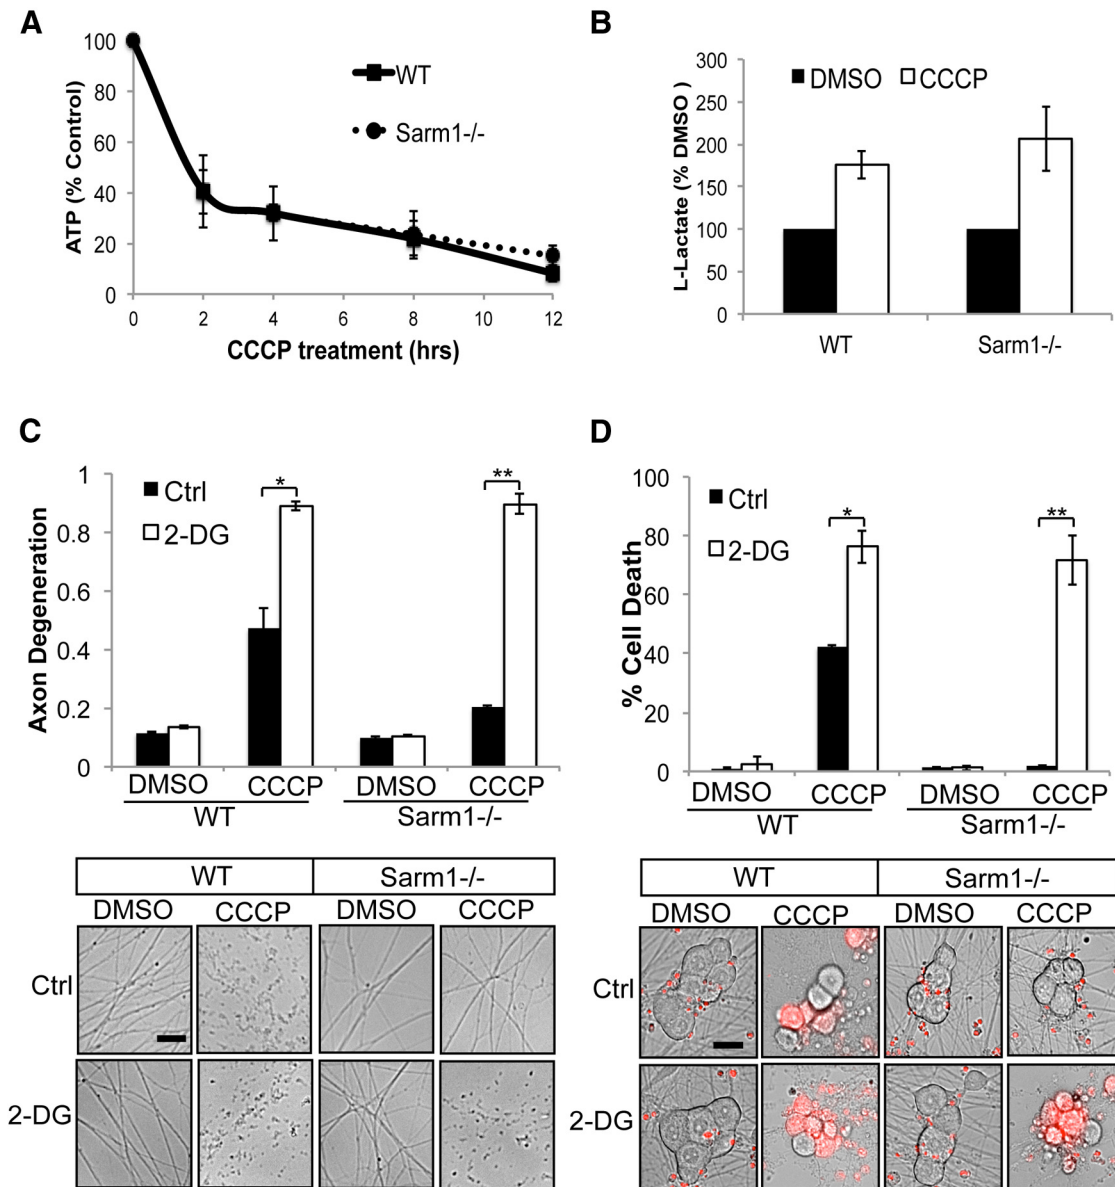 A
ATP (% Control)
100
80
60
40
20
0
WT
Sarm1-/-
0 2 4 6 8 10 12
CCCP treatment (hrs)
B
L-Lactate (% DMSO )
300
250
200
150
100
50
0
DMSO CCCP
WT Sarm1-/-
C
Axon Degeneration
1
0.8
0.6
0.4
0.2
0
Ctrl
2-DG
* **
DMSO CCCP DMSO CCCP
WT Sarm1-/-
WT Sarm1-/-
DMSO CCCP DMSO CCCP
Ctrl
2-DG
D
% Cell Death
100
80
60
40
20
0
Ctrl
2-DG
* **
DMSO CCCP DMSO CCCP
WT Sarm1-/-
WT Sarm1-/-
DMSO CCCP DMSO CCCP
Ctrl
2-DG